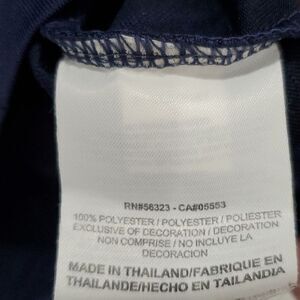 RN#56323 - CA#05553
100% POLYESTER / POLYESTER / POLIESTER
EXCLUSIVE OF DECORATION / DECORATION
NON COMPRISE / NO INCLUYE LA
DECORACION
MADE IN THAILAND/FABRIQUE EN
THAILANDE/HECHO EN TAILANDIA